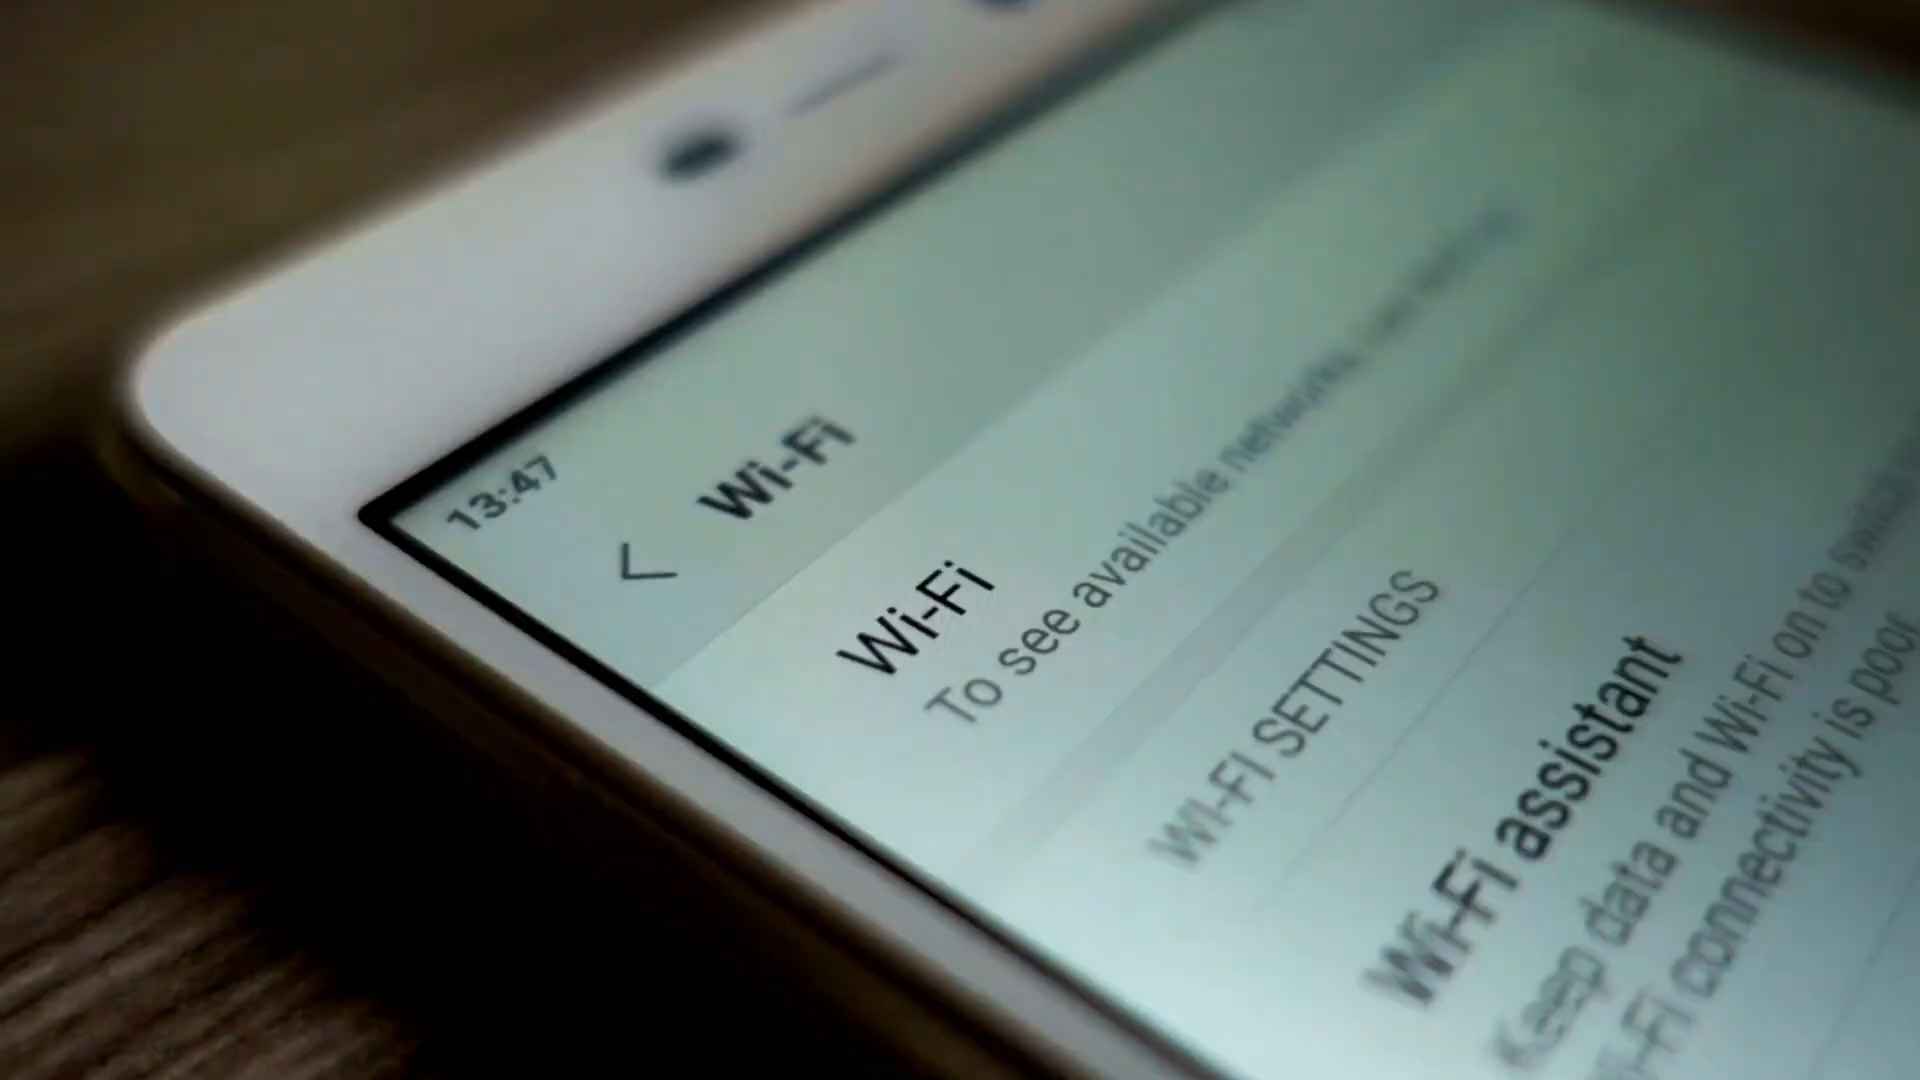 13:47
Wi-Fi
Wi-Fi
To see available networks,
WI-FI SETTINGS
Wi-Fi assistant
Keep data and Wi-Fi on to switch
Wi-Fi connectivity is poor.